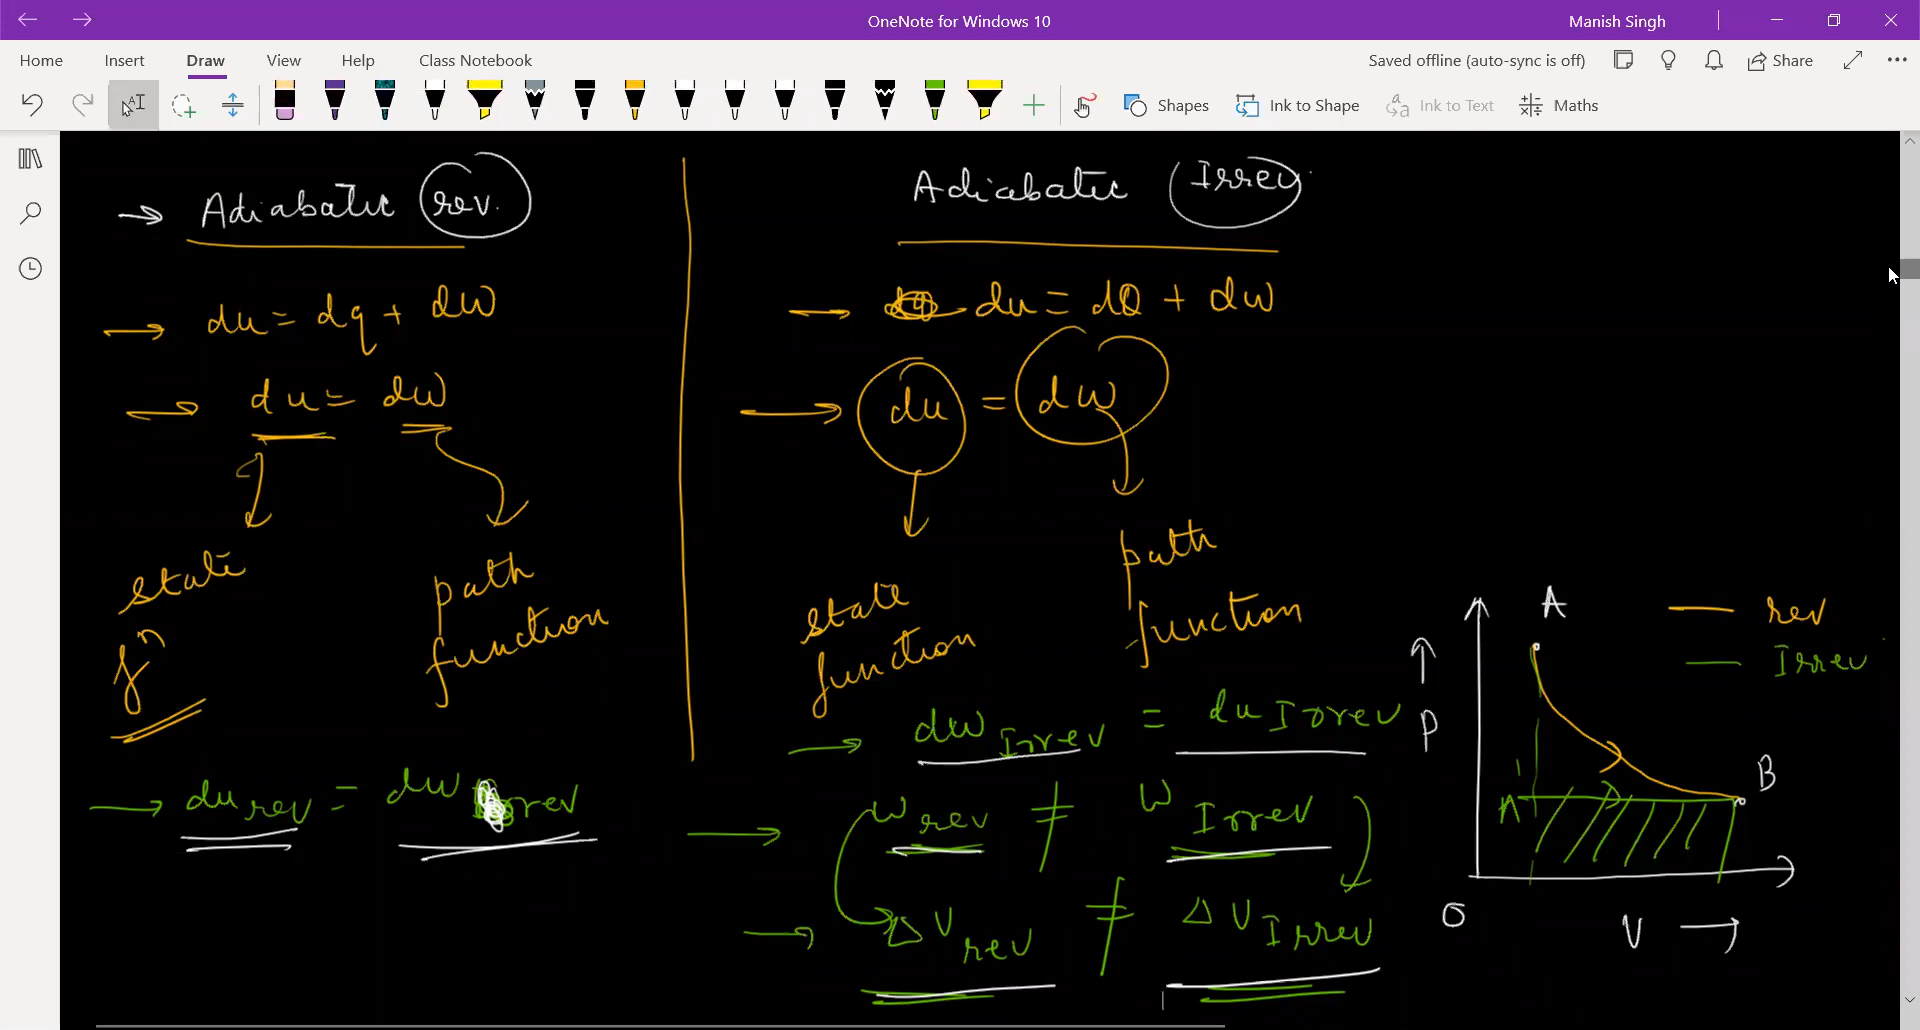 OneNote for Windows 10
Manish Singh
Home Insert Draw View Help Class Notebook
Saved offline (auto-sync is off) Share
Shapes Ink to Shape Ink to Text Maths
→ Adiabatic rev.
→ du = dq + dw
→ du = dw
state fⁿ
path function
→ du rev = dw rev
Adiabatic Irrev
→ du = dQ + dw
→ du = dw
state function
path function
→ dw Irrev = du Irrev
→ w rev ≠ w Irrev
→ ΔU rev ≠ ΔU Irrev
A
rev
Irrev
↑ P
B
A'
O
V →